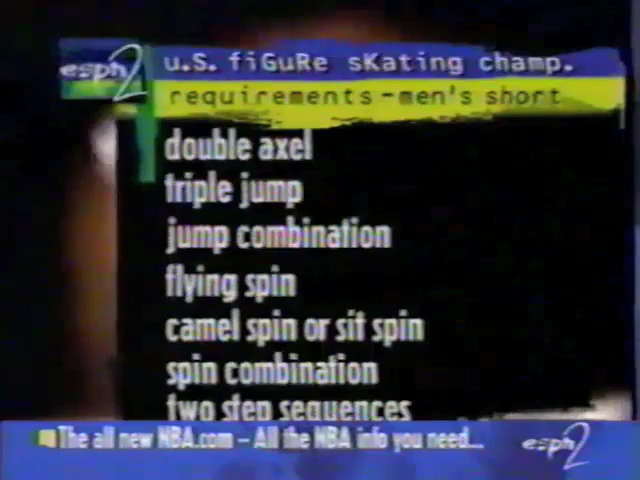 espn2
u.S. fiGuRe sKating champ.
requirements-men's short
double axel
triple jump
jump combination
flying spin
camel spin or sit spin
spin combination
two step sequences
The all new NBA.com – All the NBA info you need...
espn2